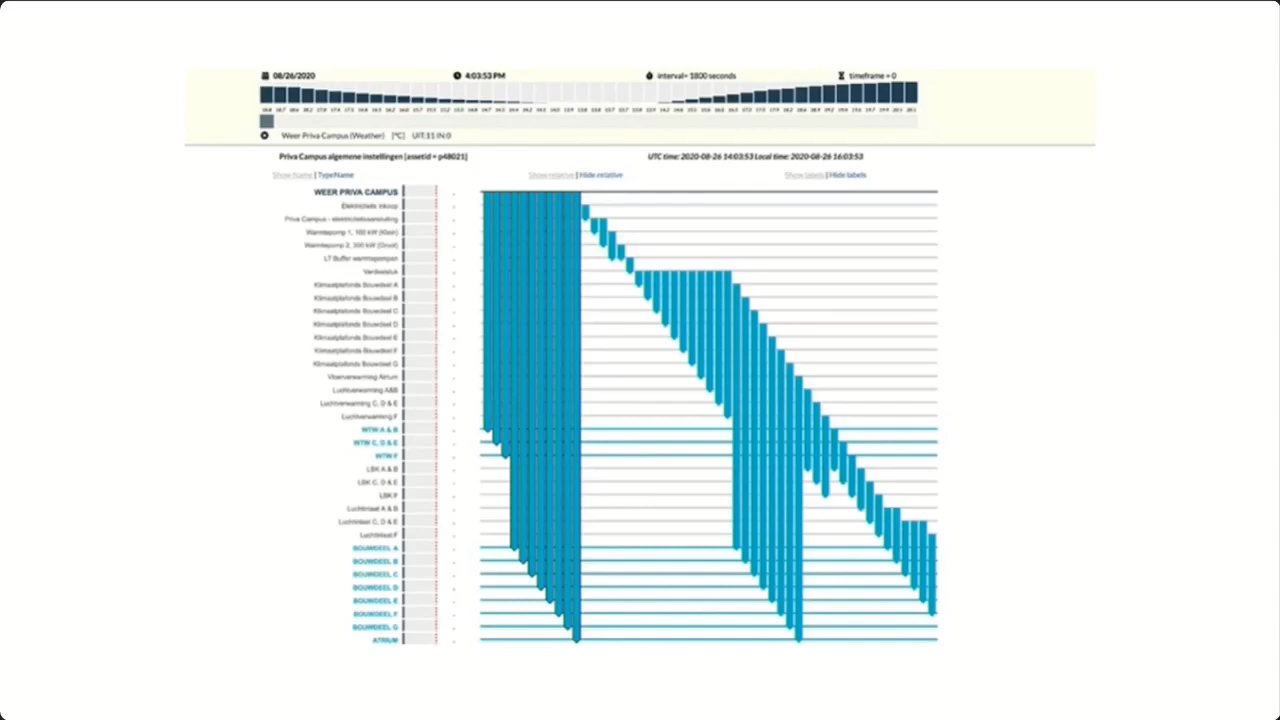 08/26/2020 4:03:53 PM interval= 1800 seconds timeframe = 0
Weer Priva Campus (Weather) [°C] UIT:11 IN:0
Priva Campus algemene instellingen [assetid = p48021] UTC time: 2020-08-26 14:03:53 Local time: 2020-08-26 16:03:53
Show Name | TypeName Show relative | Hide relative Show labels | Hide labels
WEER PRIVA CAMPUS
Elektriciteits inkoop
Priva Campus - elektriciteitsaansluiting
Warmtepomp 1, 100 kW (Klein)
Warmtepomp 2, 300 kW (Groot)
LT Buffer warmtepompen
Verdeelstuk
Klimaatplafonds Bouwdeel A
Klimaatplafonds Bouwdeel B
Klimaatplafonds Bouwdeel C
Klimaatplafonds Bouwdeel D
Klimaatplafonds Bouwdeel E
Klimaatplafonds Bouwdeel F
Klimaatplafonds Bouwdeel G
Vloerverwarming Atrium
Luchtverwarming A&B
Luchtverwarming C, D & E
Luchtverwarming F
WTW A & B
WTW C, D & E
WTW F
LBK A & B
LBK C, D & E
LBK F
Luchtinlaat A & B
Luchtinlaat C, D & E
Luchtinlaat F
BOUWDEEL A
BOUWDEEL B
BOUWDEEL C
BOUWDEEL D
BOUWDEEL E
BOUWDEEL F
BOUWDEEL G
ATRIUM